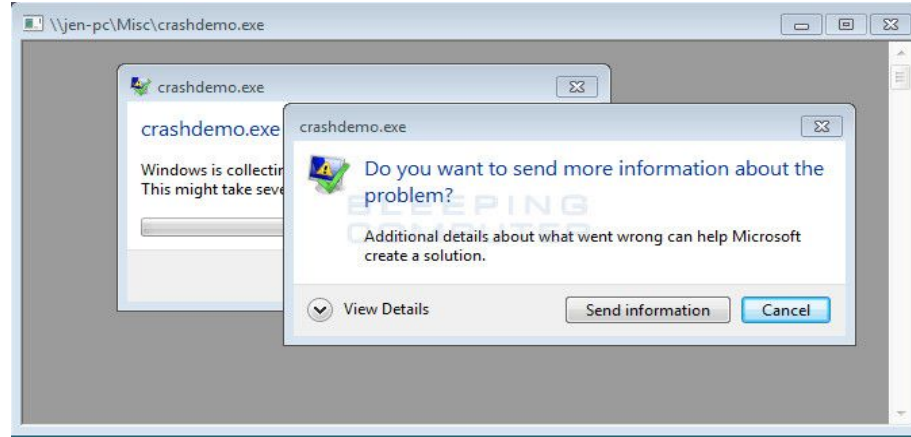 \\jen-pc\Misc\crashdemo.exe
crashdemo.exe
crashdemo.exe
Windows is
This might take
crashdemo.exe
Do you want to send more information about the
problem?
BLEEPING
COMPUTER
Additional details about what went wrong can help Microsoft
create a solution.
View Details
Send information
Cancel